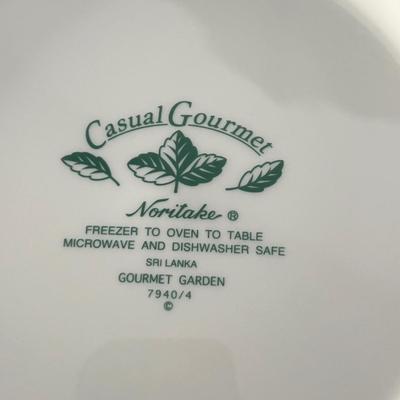 Casual Gourmet
Noritake ®
FREEZER TO OVEN TO TABLE
MICROWAVE AND DISHWASHER SAFE
SRI LANKA
GOURMET GARDEN
7940/4
©